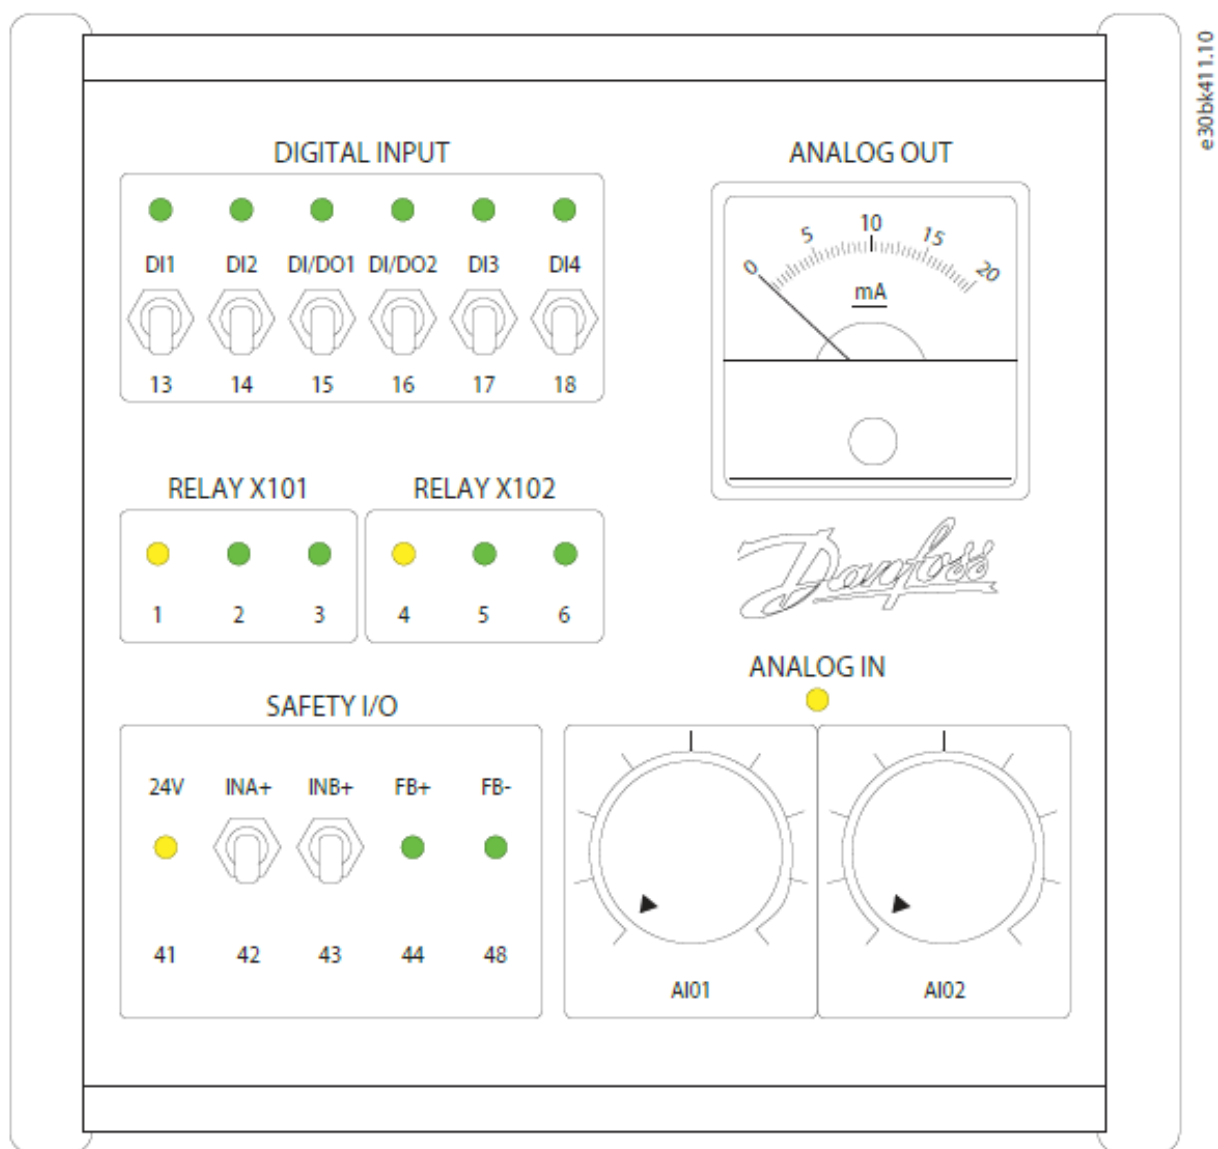 e30bk411.10
DIGITAL INPUT
DI1 DI2 DI/DO1 DI/DO2 DI3 DI4
13 14 15 16 17 18
ANALOG OUT
0 5 10 15 20
mA
RELAY X101
1 2 3
RELAY X102
4 5 6
Danfoss
SAFETY I/O
24V INA+ INB+ FB+ FB-
41 42 43 44 48
ANALOG IN
AI01 AI02